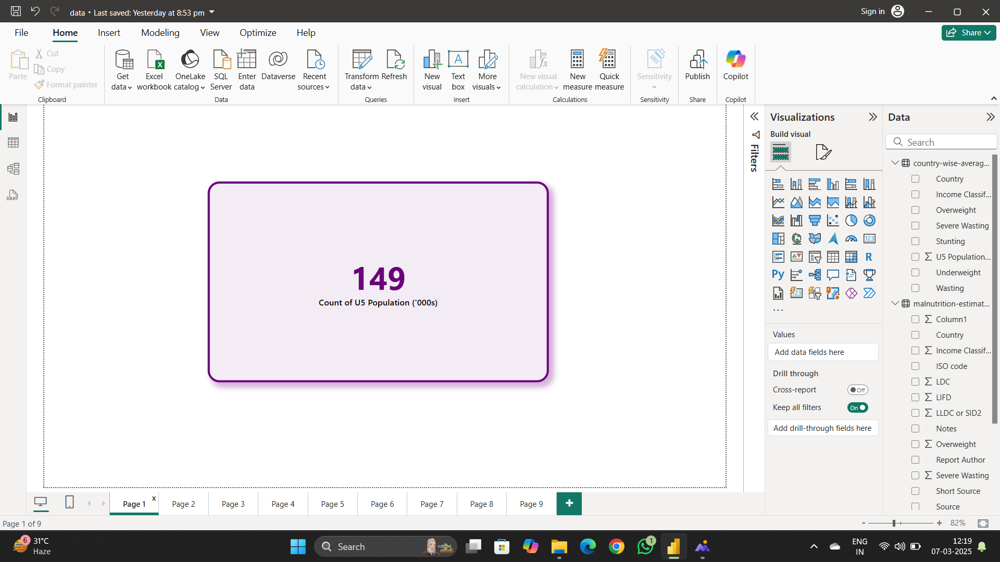 data • Last saved: Yesterday at 8:53 pm
Sign in
File
Home
Insert
Modeling
View
Optimize
Help
Share
Paste
Cut
Copy
Format painter
Clipboard
Get data
Excel workbook
OneLake catalog
SQL Server
Enter data
Dataverse
Recent sources
Data
Transform data
Refresh
Queries
New visual
Text box
More visuals
Insert
New visual calculation
New measure
Quick measure
Calculations
Sensitivity
Sensitivity
Publish
Share
Copilot
Copilot
149
Count of U5 Population ('000s)
Filters
Visualizations
Build visual
123
R
Py
123
...
Values
Add data fields here
Drill through
Cross-report
Off
Keep all filters
On
Add drill-through fields here
Data
Search
country-wise-averag...
Country
Income Classif...
Overweight
Severe Wasting
Stunting
U5 Population...
Underweight
Wasting
malnutrition-estimat...
Column1
Country
Income Classif...
ISO code
LDC
LIFD
LLDC or SID2
Notes
Overweight
Report Author
Severe Wasting
Short Source
Source
DAX
Page 1
x
Page 2
Page 3
Page 4
Page 5
Page 6
Page 7
Page 8
Page 9
+
Page 1 of 9
- + 82%
6
31°C
Haze
Search
1
ENG
IN
12:19
07-03-2025